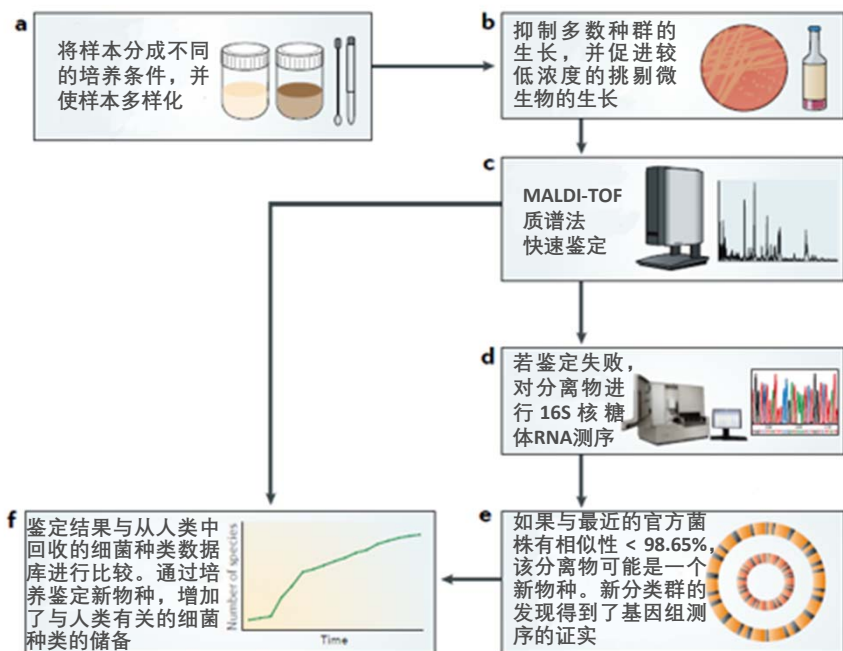 a
将样本分成不同
的培养条件，并
使样本多样化
b
抑制多数种群的
生长，并促进较
低浓度的挑剔微
生物的生长
c
MALDI-TOF
质谱法
快速鉴定
d
若鉴定失败，
对分离物进
行 16S 核 糖
体RNA测序
e
如果与最近的官方菌
株有相似性 < 98.65%，
该分离物可能是一个
新物种。新分类群的
发现得到了基因组测
序的证实
f
鉴定结果与从人类中
回收的细菌种类数据
库进行比较。通过培
养鉴定新物种，增加
了与人类有关的细菌
种类的储备
Number of species
Time